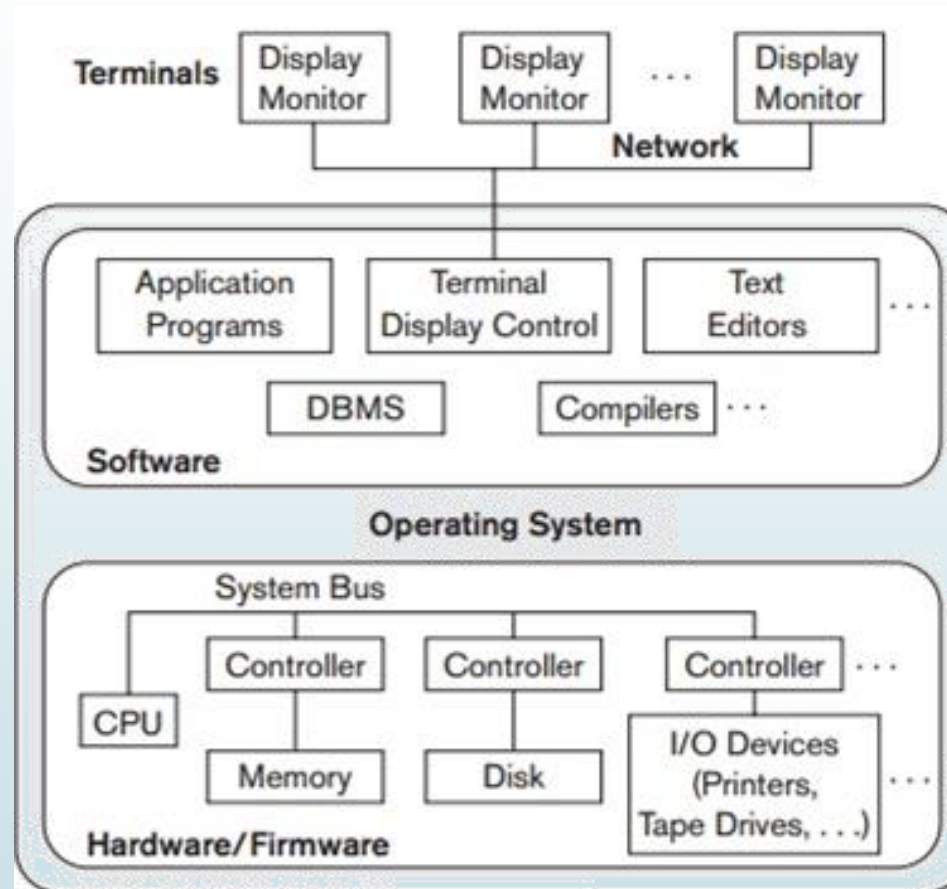 Terminals
Display
Monitor
Display
Monitor
. . .
Display
Monitor
Network
Application
Programs
Terminal
Display Control
Text
Editors
. . .
DBMS
Compilers
. . .
Software
Operating System
System Bus
Controller
Controller
Controller
. . .
CPU
Memory
Disk
I/O Devices
(Printers,
Tape Drives, . . .)
. . .
Hardware/Firmware